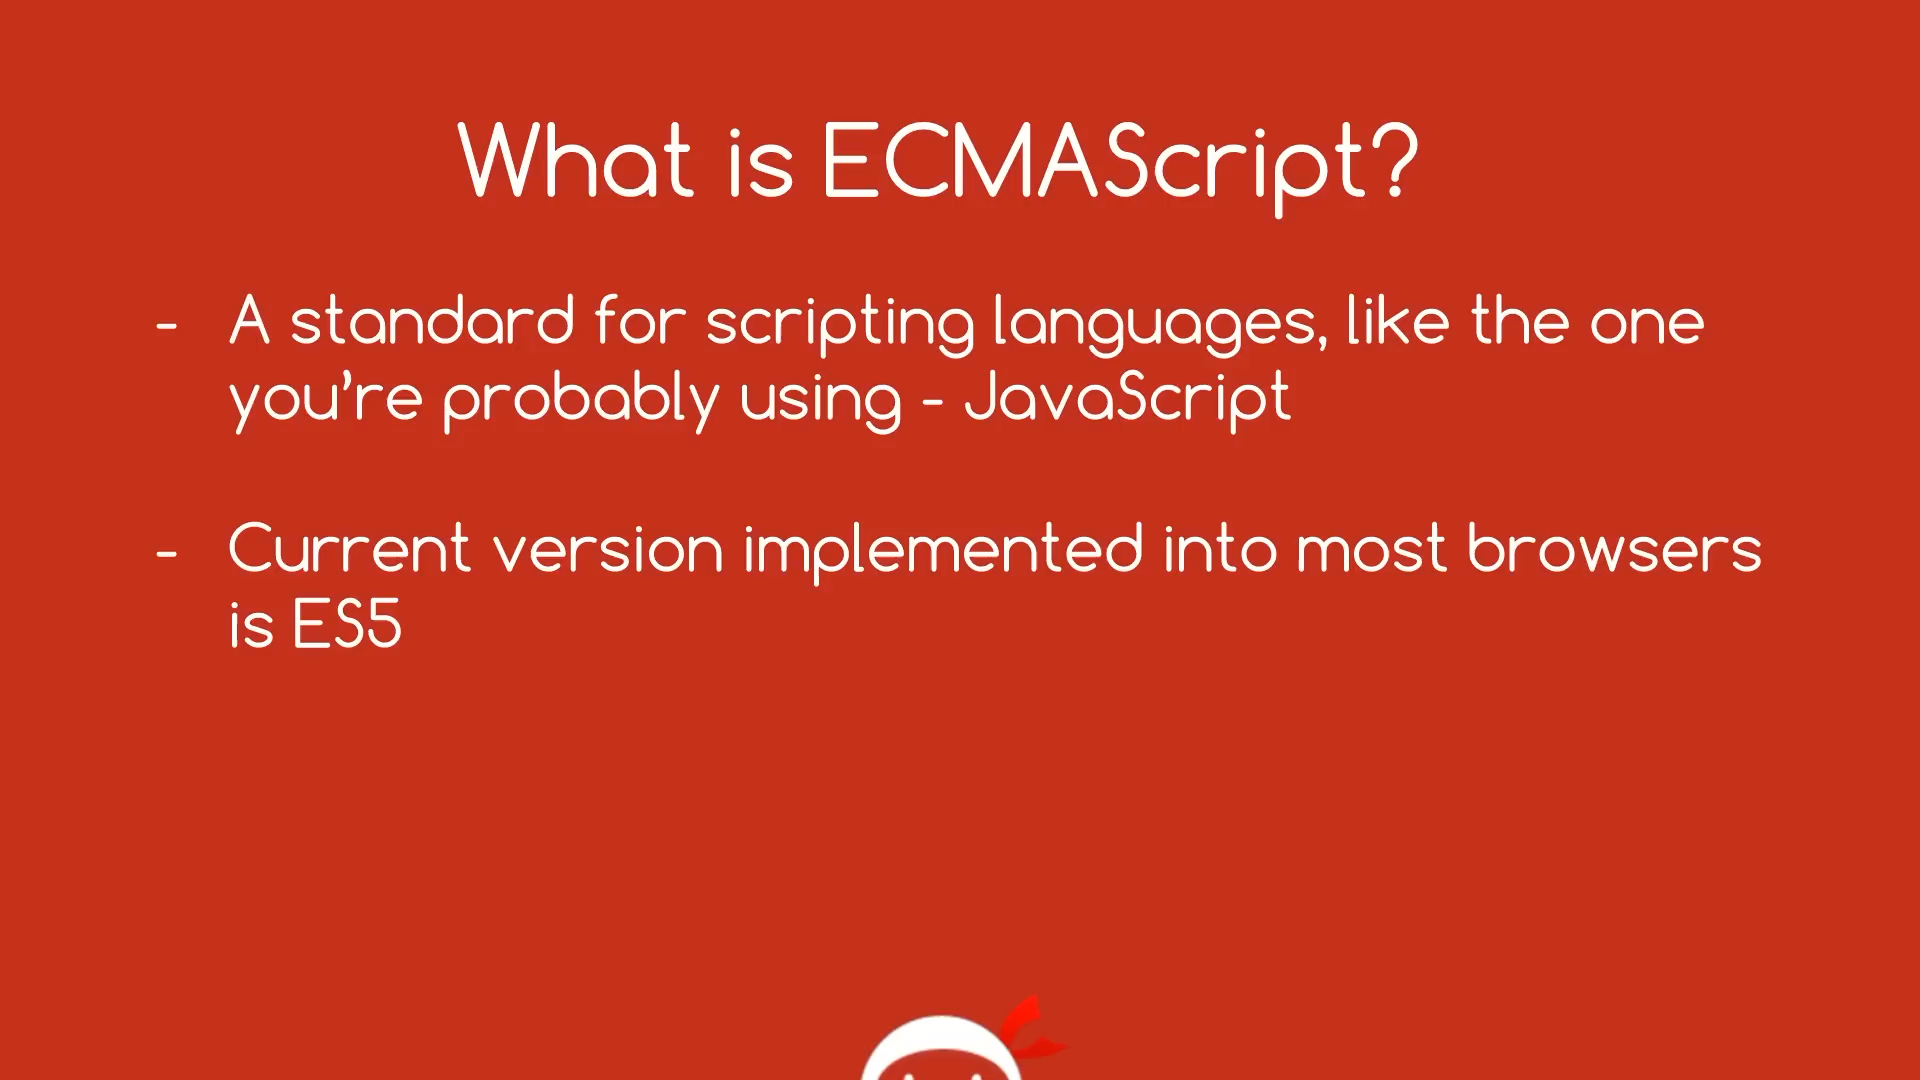 What is ECMAScript?
- A standard for scripting languages, like the one
you're probably using - JavaScript
- Current version implemented into most browsers
is ES5